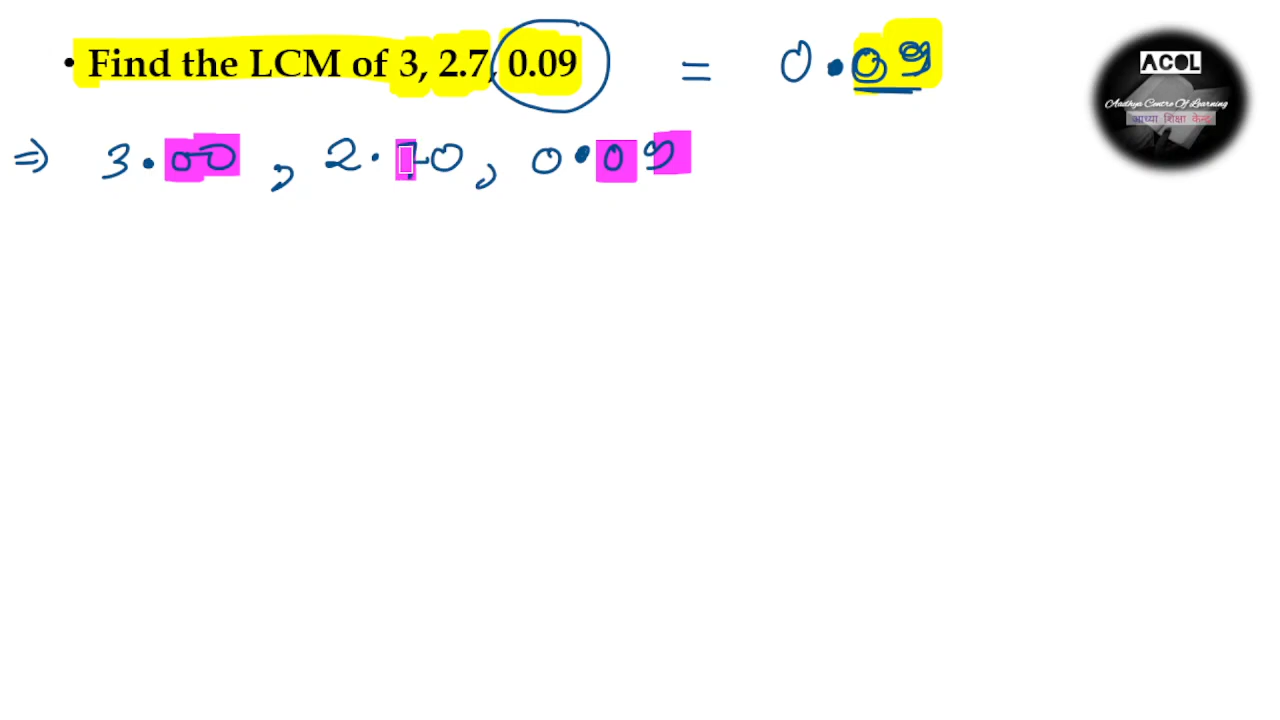 • Find the LCM of 3, 2.7, 0.09 = 0.09
⇒ 3.00, 2.70, 0.09
ACOL
Aadhya Centre Of Learning
आध्या शिक्षा केन्द्र